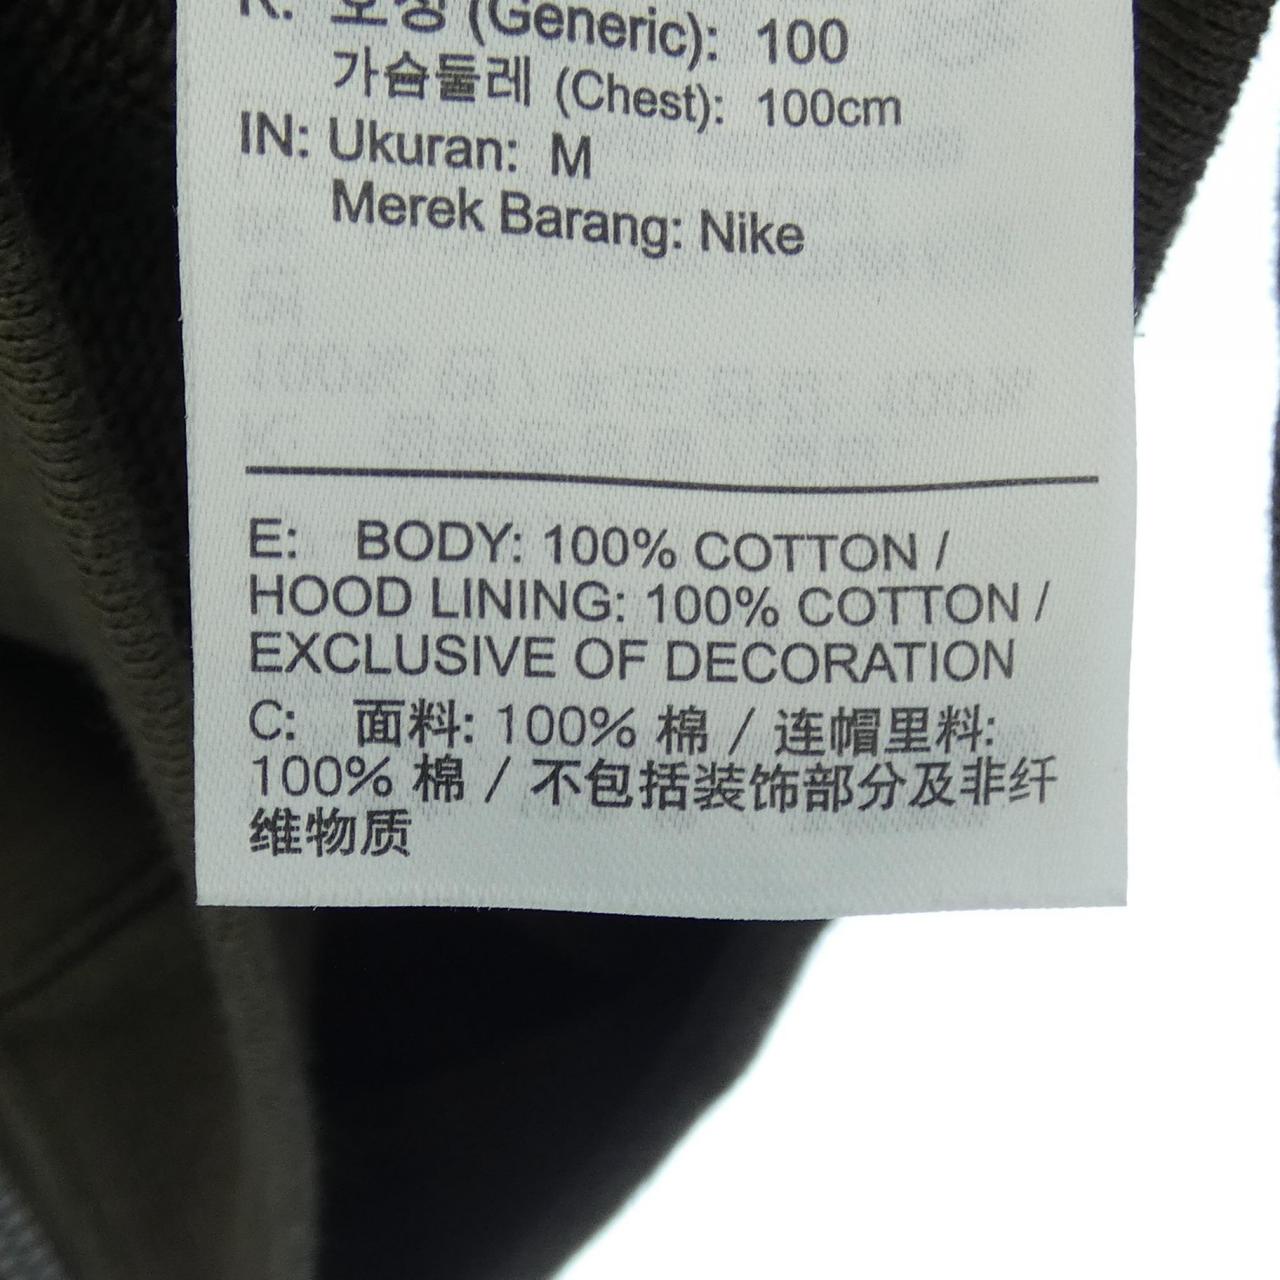 K: 호칭 (Generic): 100
가슴둘레 (Chest): 100cm
IN: Ukuran: M
Merek Barang: Nike
E: BODY: 100% COTTON /
HOOD LINING: 100% COTTON /
EXCLUSIVE OF DECORATION
C: 面料: 100% 棉 / 连帽里料:
100% 棉 / 不包括装饰部分及非纤
维物质